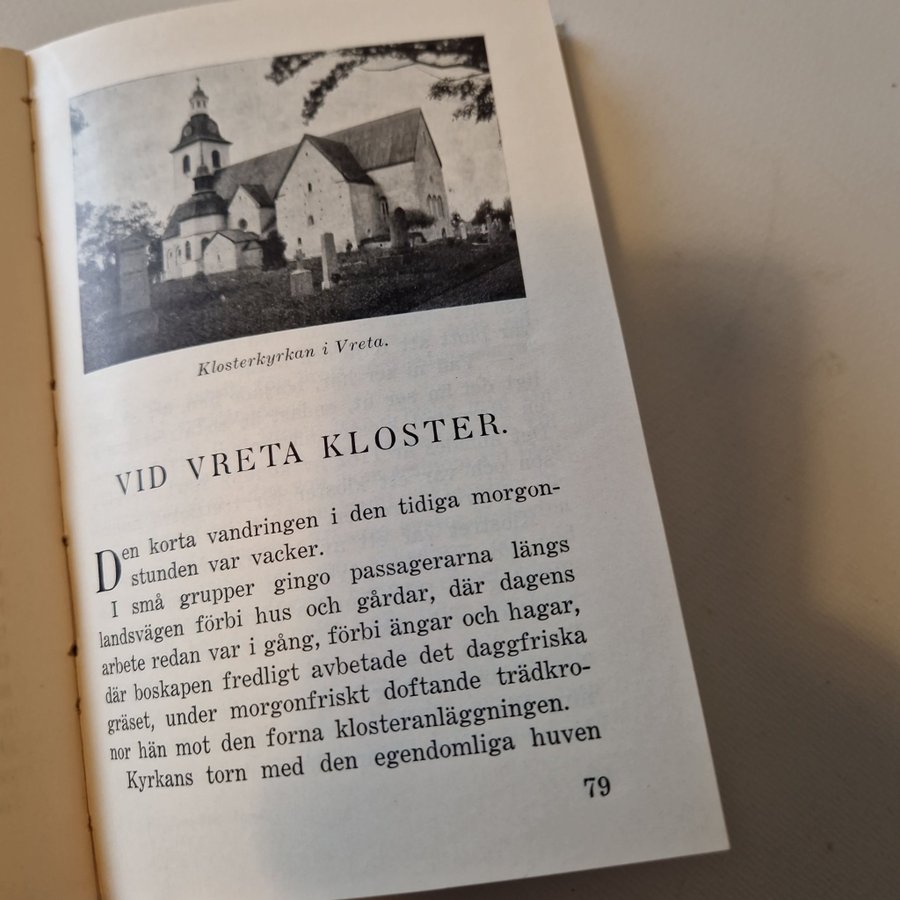 Klosterkyrkan i Vreta.
VID VRETA KLOSTER.
Den korta vandringen i den tidiga morgon-
stunden var vacker.
I små grupper gingo passagerarna längs
landsvägen förbi hus och gårdar, där dagens
arbete redan var i gång, förbi ängar och hagar,
där boskapen fredligt avbetade det daggfriska
gräset, under morgonfriskt doftande trädkro-
nor hän mot den forna klosteranläggningen.
Kyrkans torn med den egendomliga huven
79